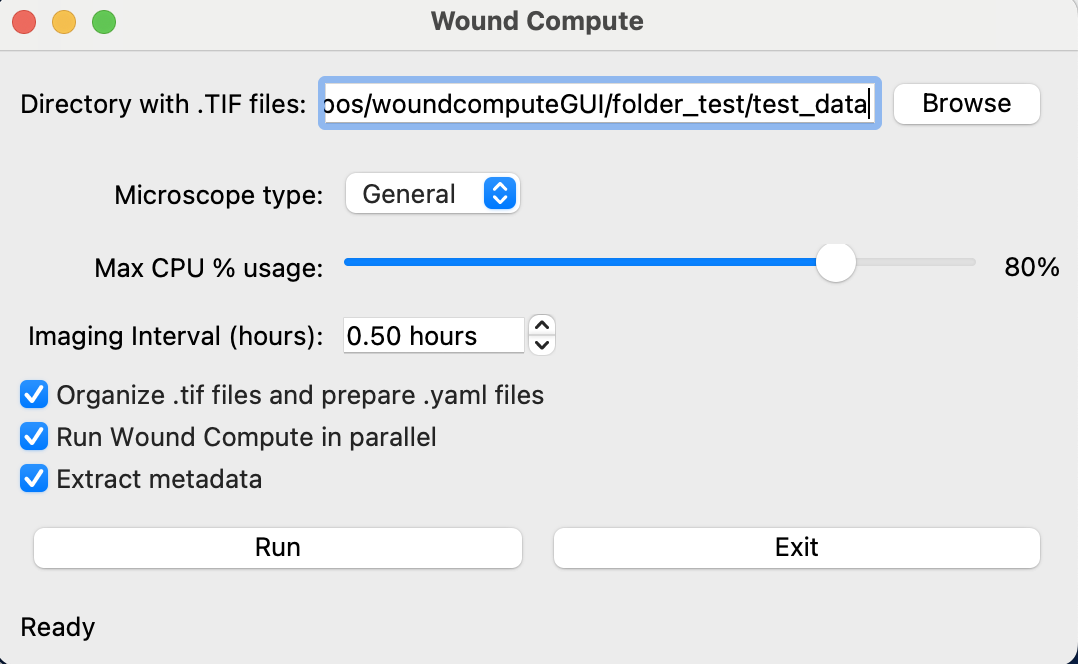 Wound Compute
Directory with .TIF files: oos/woundcomputeGUI/folder_test/test_data Browse
Microscope type: General
Max CPU % usage: 80%
Imaging Interval (hours): 0.50 hours
Organize .tif files and prepare .yaml files
Run Wound Compute in parallel
Extract metadata
Run Exit
Ready